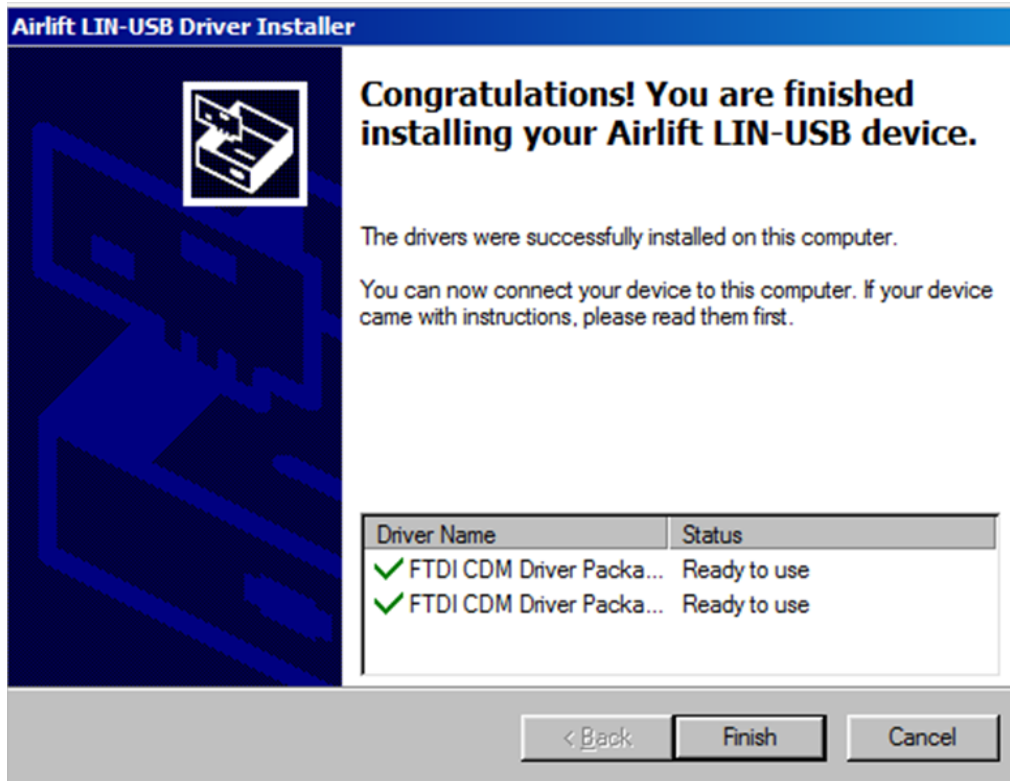 Airlift LIN-USB Driver Installer
Congratulations! You are finished
installing your Airlift LIN-USB device.
The drivers were successfully installed on this computer.
You can now connect your device to this computer. If your device
came with instructions, please read them first.
Driver Name Status
FTDI CDM Driver Packa... Ready to use
FTDI CDM Driver Packa... Ready to use
< Back Finish Cancel